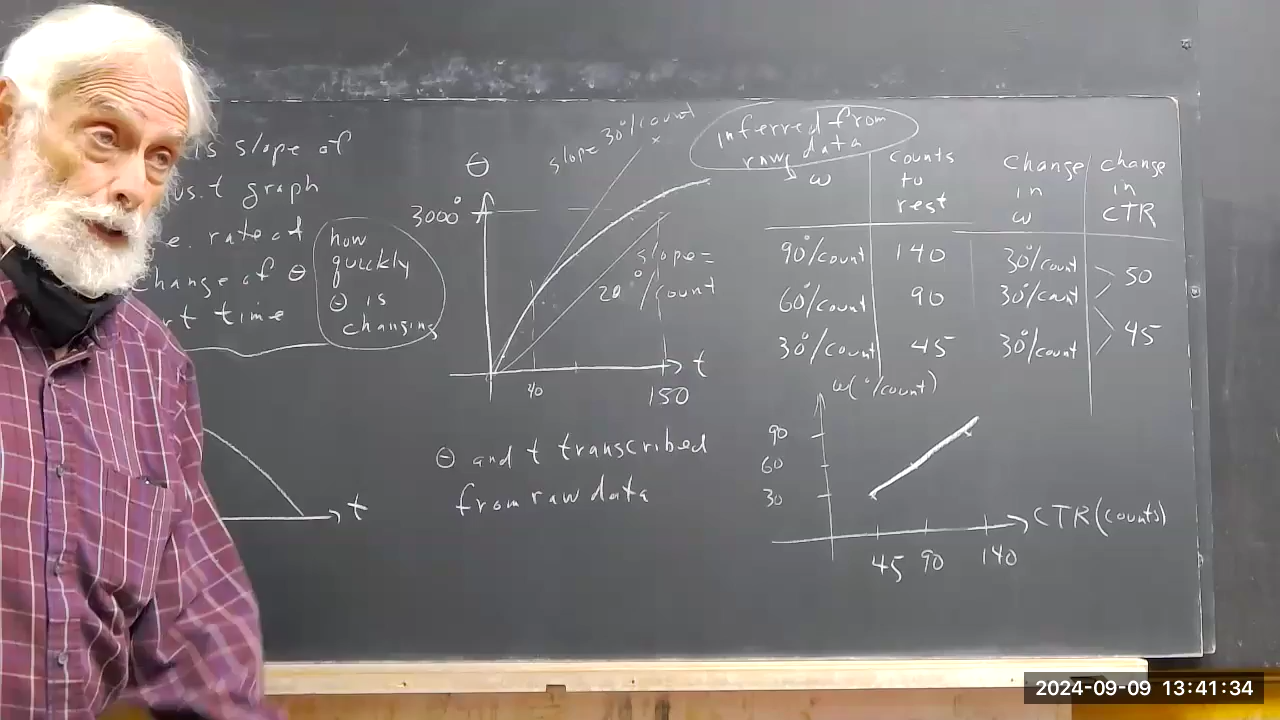 is slope of
vs. t graph
e. rate of
change of θ
rt time
how
quickly
θ is
changing
t
θ
3000°
slope 30°/count
slope =
20°/count
t
40
150
θ and t transcribed
from raw data
inferred from
raw data
ω
counts
to
rest
change
in
ω
change
in
CTR
90°/count 140 30°/count
50
60°/count 90 30°/count
45
30°/count 45 30°/count
ω(°/count)
90
60
30
CTR (counts)
45 90 140
2024-09-09 13:41:34